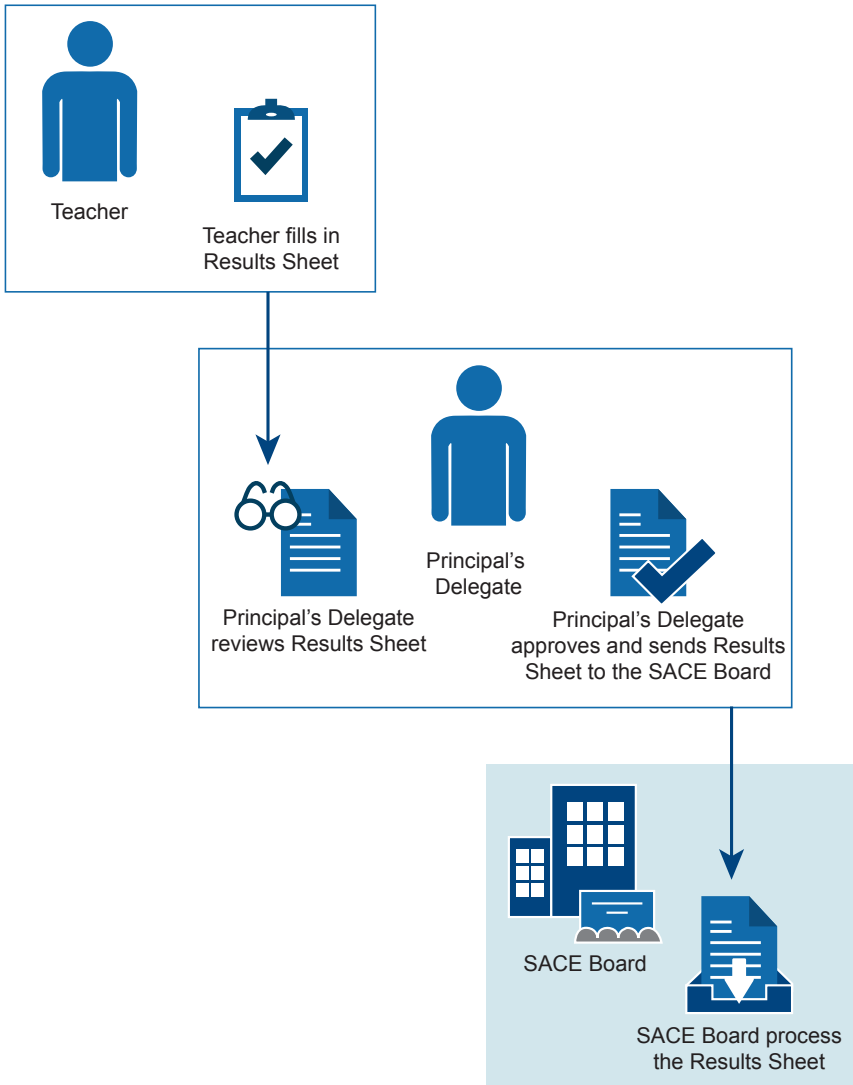 Teacher
Teacher fills in
Results Sheet
Principal’s
Delegate
Principal’s Delegate
reviews Results Sheet
Principal’s Delegate
approves and sends Results
Sheet to the SACE Board
SACE Board
SACE Board process
the Results Sheet